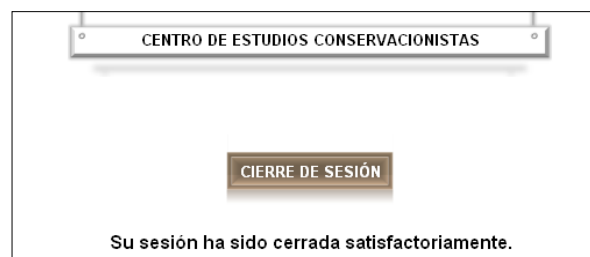 CENTRO DE ESTUDIOS CONSERVACIONISTAS
CIERRE DE SESIÓN
Su sesión ha sido cerrada satisfactoriamente.